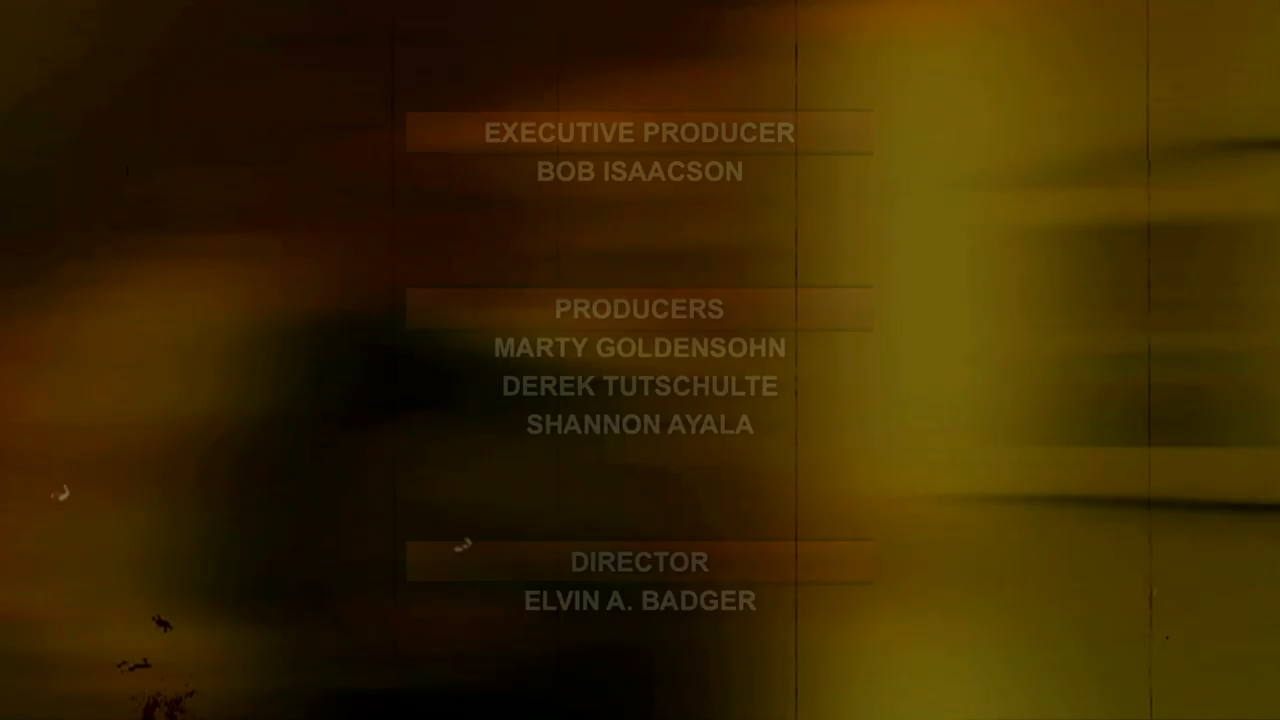 EXECUTIVE PRODUCER
BOB ISAACSON
PRODUCERS
MARTY GOLDENSOHN
DEREK TUTSCHULTE
SHANNON AYALA
DIRECTOR
ELVIN A. BADGER